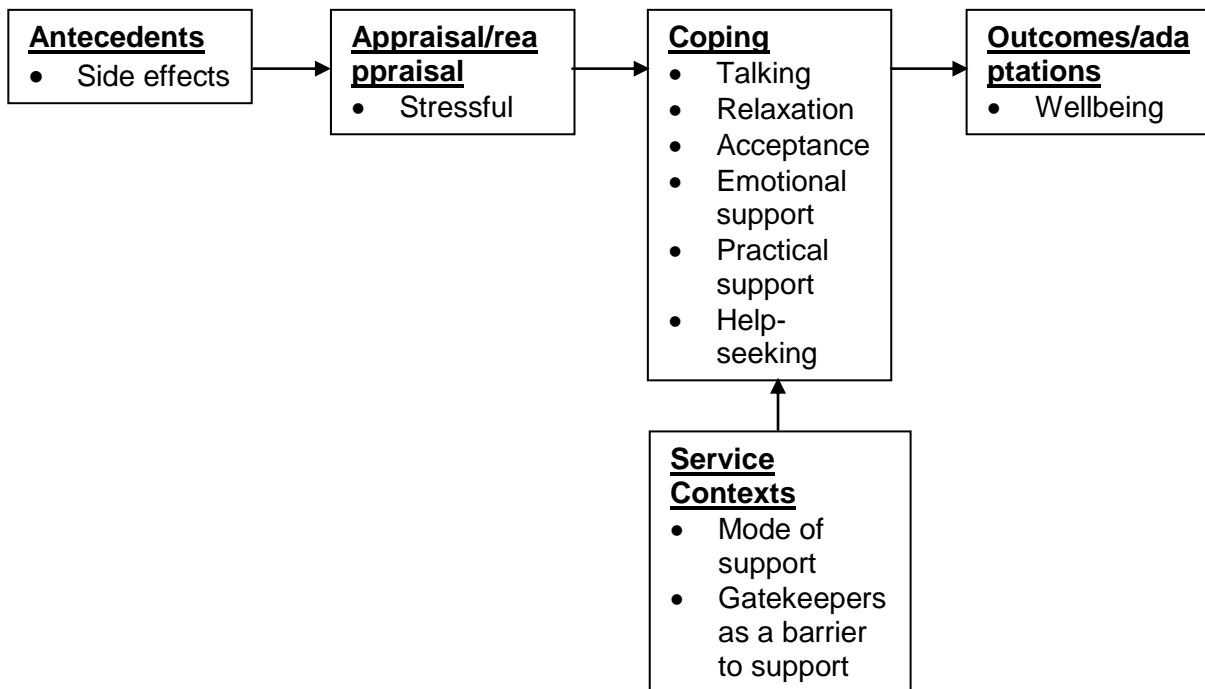 Antecedents
• Side effects
Appraisal/rea
ppraisal
• Stressful
Coping
• Talking
• Relaxation
• Acceptance
• Emotional
support
• Practical
support
• Help-
seeking
Outcomes/ada
ptations
• Wellbeing
Service
Contexts
• Mode of
support
• Gatekeepers
as a barrier
to support